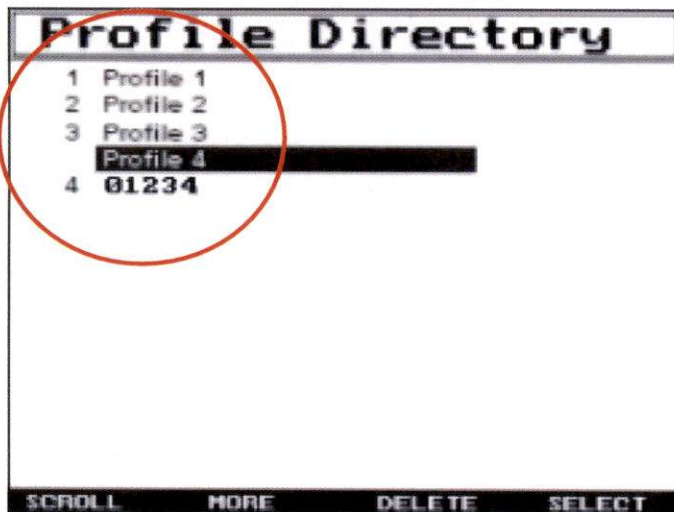 Profile Directory
1 Profile 1
2 Profile 2
3 Profile 3
Profile 4
4 01234
SCROLL MORE DELETE SELECT